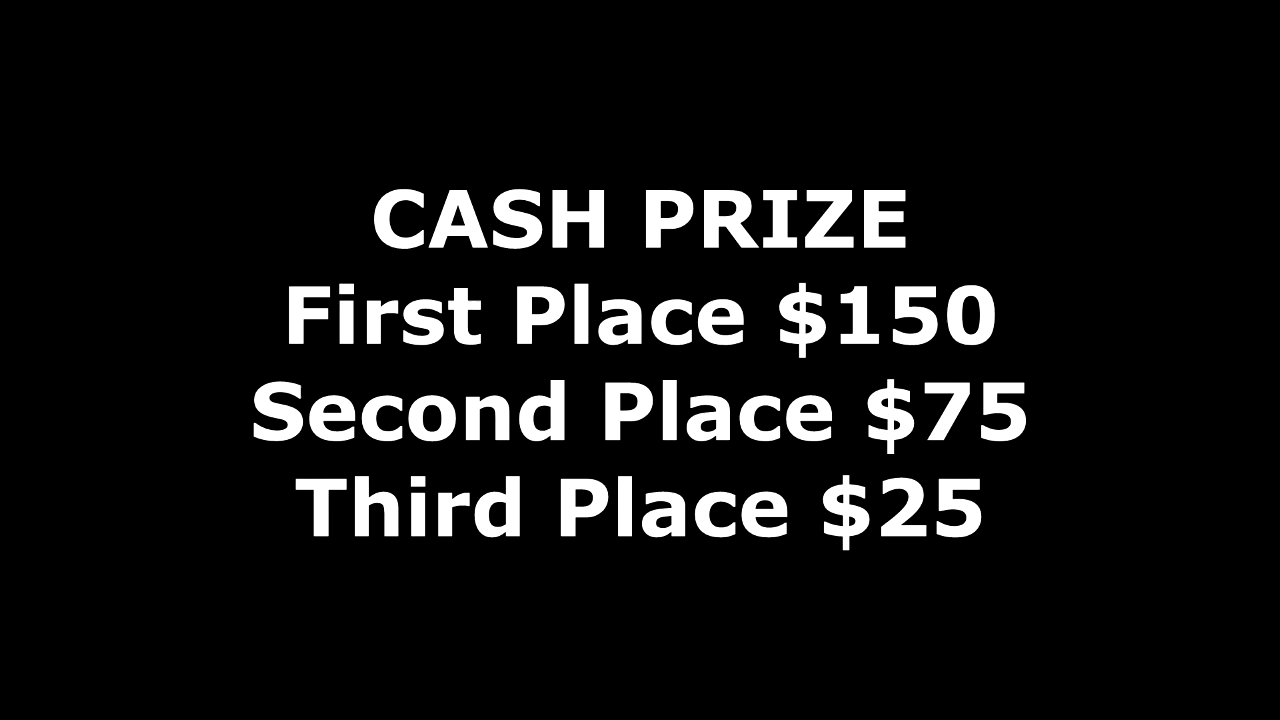 CASH PRIZE
First Place $150
Second Place $75
Third Place $25